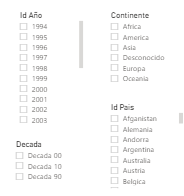 Id Año
1994
1995
1996
1997
1998
1999
2000
2001
2002
2003
Decada
Decada 00
Decada 10
Decada 90
Continente
Africa
America
Asia
Desconocido
Europa
Oceania
Id Pais
Afganistan
Alemania
Andorra
Argentina
Australia
Austria
Belgica